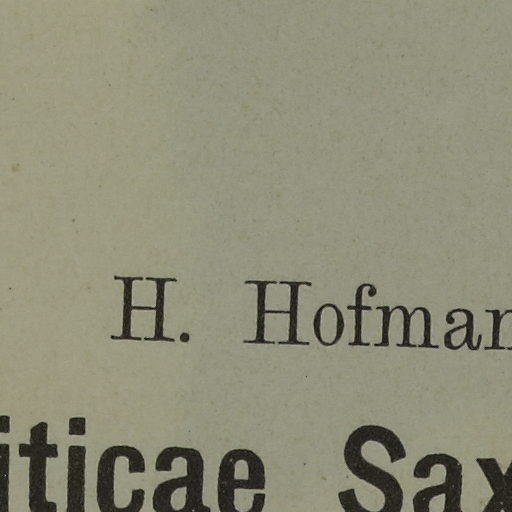 H. Hofman
iticae Sax